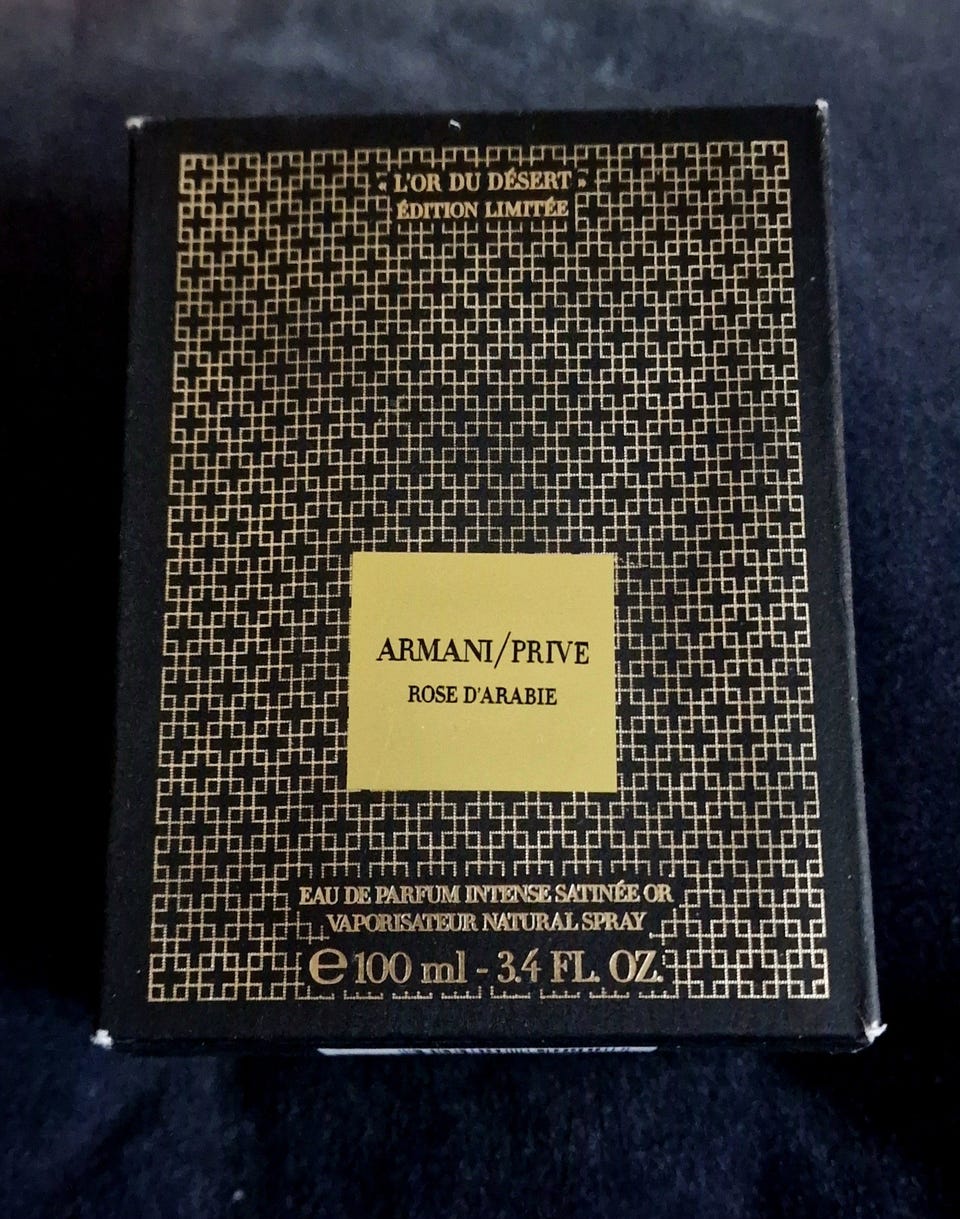 « L'OR DU DÉSERT »
ÉDITION LIMITÉE
ARMANI/PRIVE
ROSE D'ARABIE
EAU DE PARFUM INTENSE SATINÉE OR
VAPORISATEUR NATURAL SPRAY
℮ 100 ml - 3.4 FL. OZ.